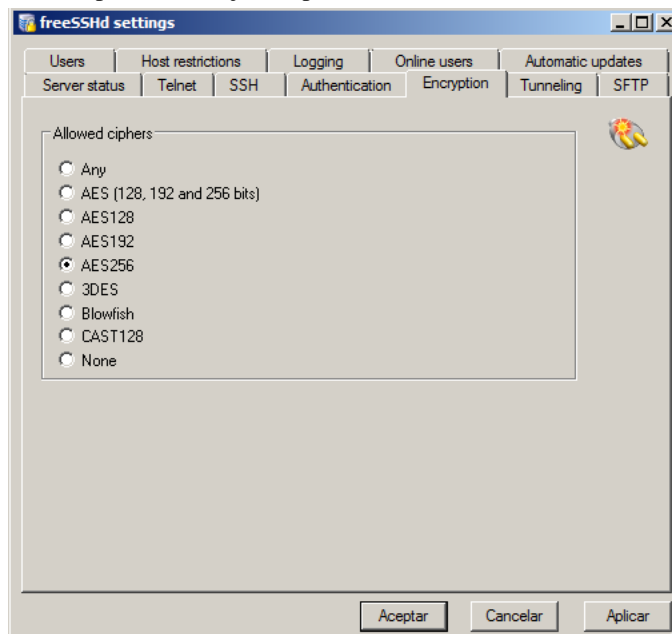 freeSSHd settings
Users Host restrictions Logging Online users Automatic updates
Server status Telnet SSH Authentication Encryption Tunneling SFTP
Allowed ciphers
Any
AES (128, 192 and 256 bits)
AES128
AES192
AES256
3DES
Blowfish
CAST128
None
Aceptar Cancelar Aplicar